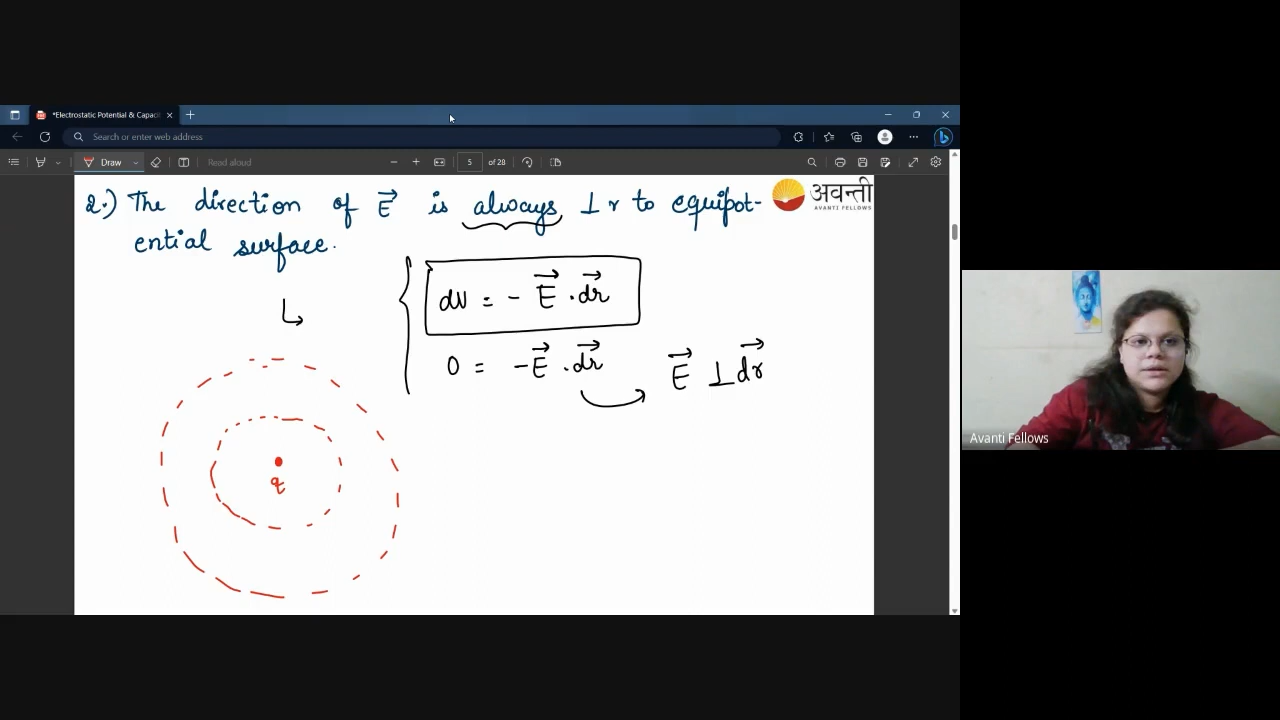 *Electrostatic Potential & Capacit
Search or enter web address
Draw
Read aloud
5 of 28
2.) The direction of E⃗ is always ⊥r to equipot-
ential surface.
अवन्ती
AVANTI FELLOWS
dV = - E⃗ . dr⃗
0 = -E⃗ . dr⃗
E⃗ ⊥ dr⃗
q
Avanti Fellows